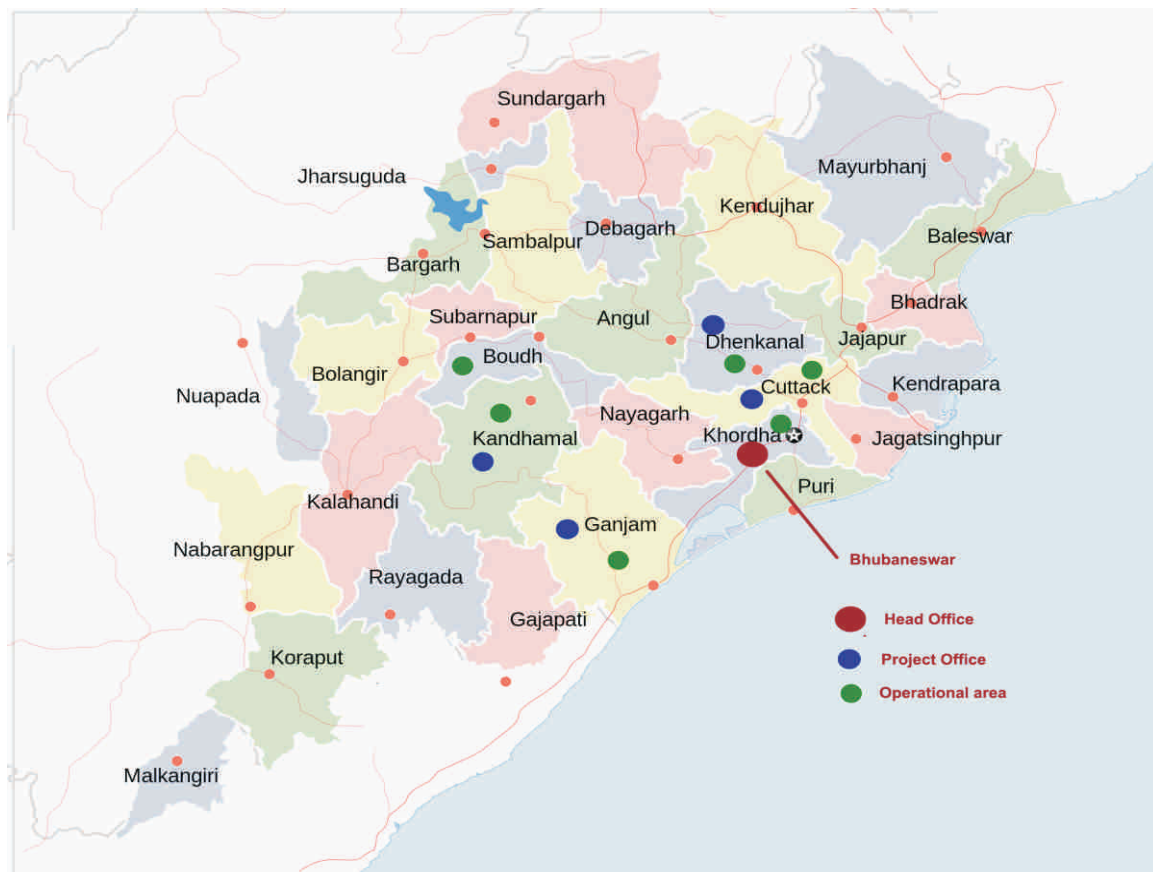 Sundargarh
Mayurbhanj
Jharsuguda
Kendujhar
Debagarh
Baleswar
Sambalpur
Bargarh
Bhadrak
Subarnapur
Angul
Jajapur
Dhenkanal
Boudh
Bolangir
Kendrapara
Cuttack
Nuapada
Nayagarh
Khordha
Jagatsinghpur
Kandhamal
Puri
Kalahandi
Ganjam
Nabarangpur
Bhubaneswar
Rayagada
Gajapati
Head Office
Koraput
Project Office
Operational area
Malkangiri